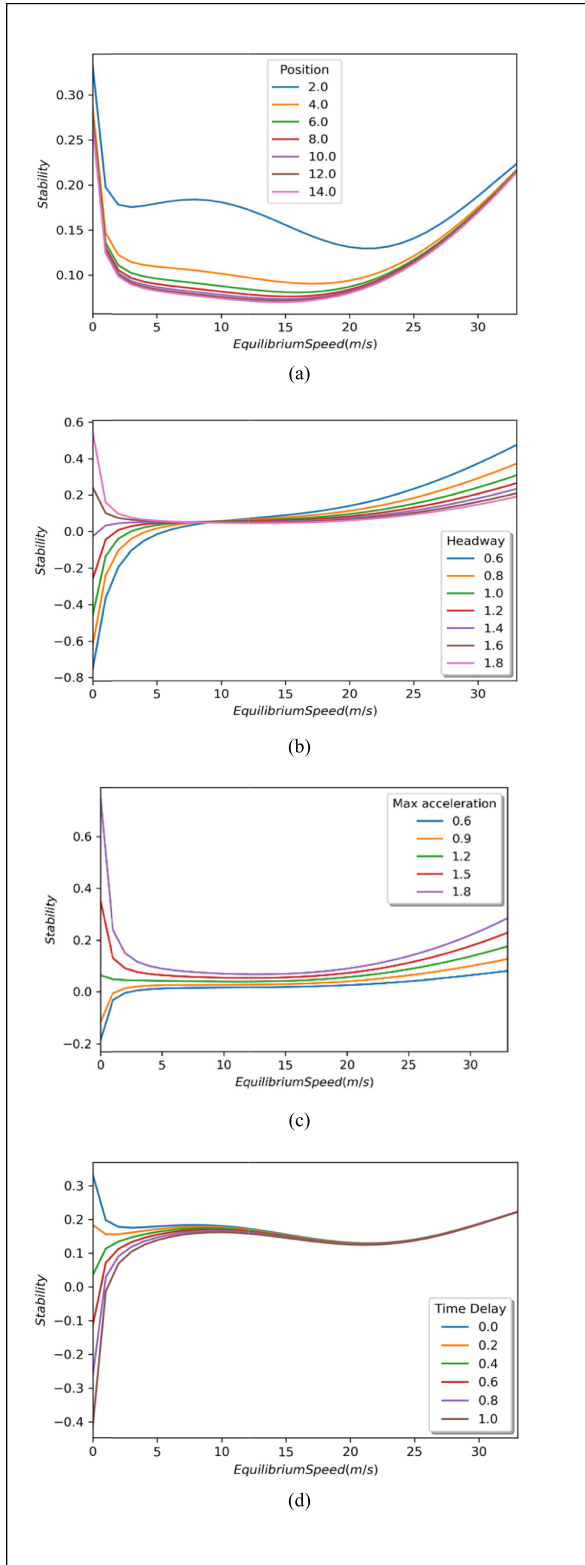 Position
2.0
4.0
6.0
8.0
10.0
12.0
14.0
0.30
0.25
0.20
0.15
0.10
Stability
0 5 10 15 20 25 30
EquilibriumSpeed(m/s)
(a)
0.6
0.4
0.2
0.0
−0.2
−0.4
−0.6
−0.8
Stability
Headway
0.6
0.8
1.0
1.2
1.4
1.6
1.8
0 5 10 15 20 25 30
EquilibriumSpeed(m/s)
(b)
Max acceleration
0.6
0.9
1.2
1.5
1.8
0.6
0.4
0.2
0.0
−0.2
Stability
0 5 10 15 20 25 30
EquilibriumSpeed(m/s)
(c)
0.3
0.2
0.1
0.0
−0.1
−0.2
−0.3
−0.4
Stability
Time Delay
0.0
0.2
0.4
0.6
0.8
1.0
0 5 10 15 20 25 30
EquilibriumSpeed(m/s)
(d)